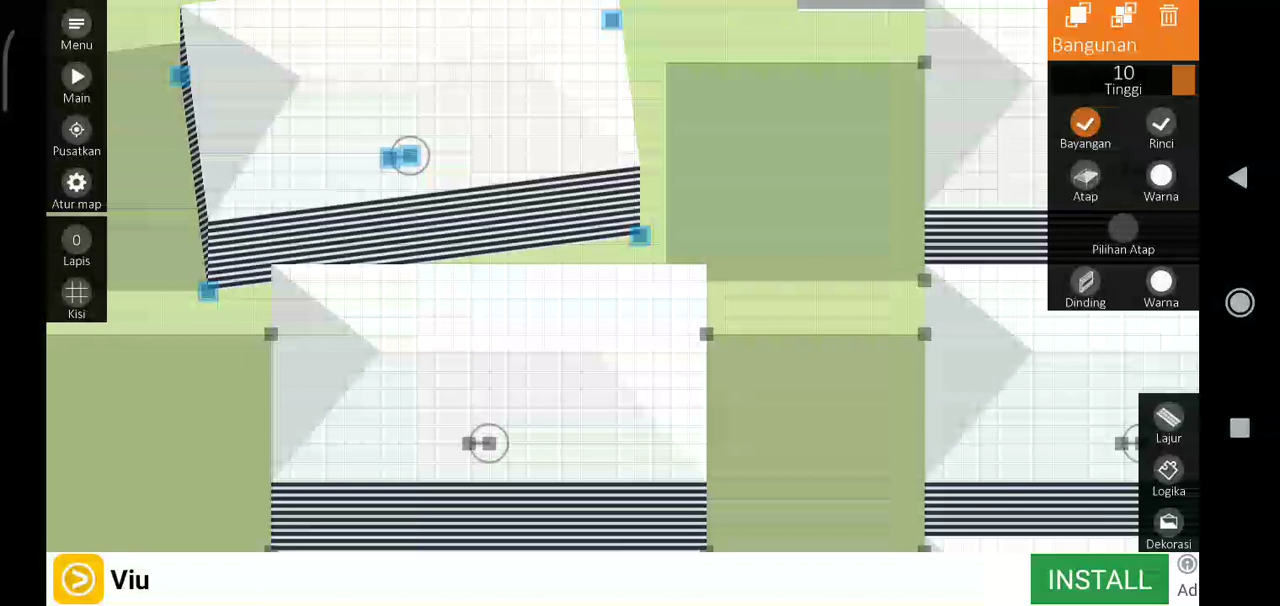 Menu
Main
Pusatkan
Atur map
0
Lapis
Kisi
Bangunan
10
Tinggi
Bayangan
Rinci
Atap
Warna
Pilihan Atap
Dinding
Warna
Lajur
Logika
Dekorasi
Viu
INSTALL
Ad